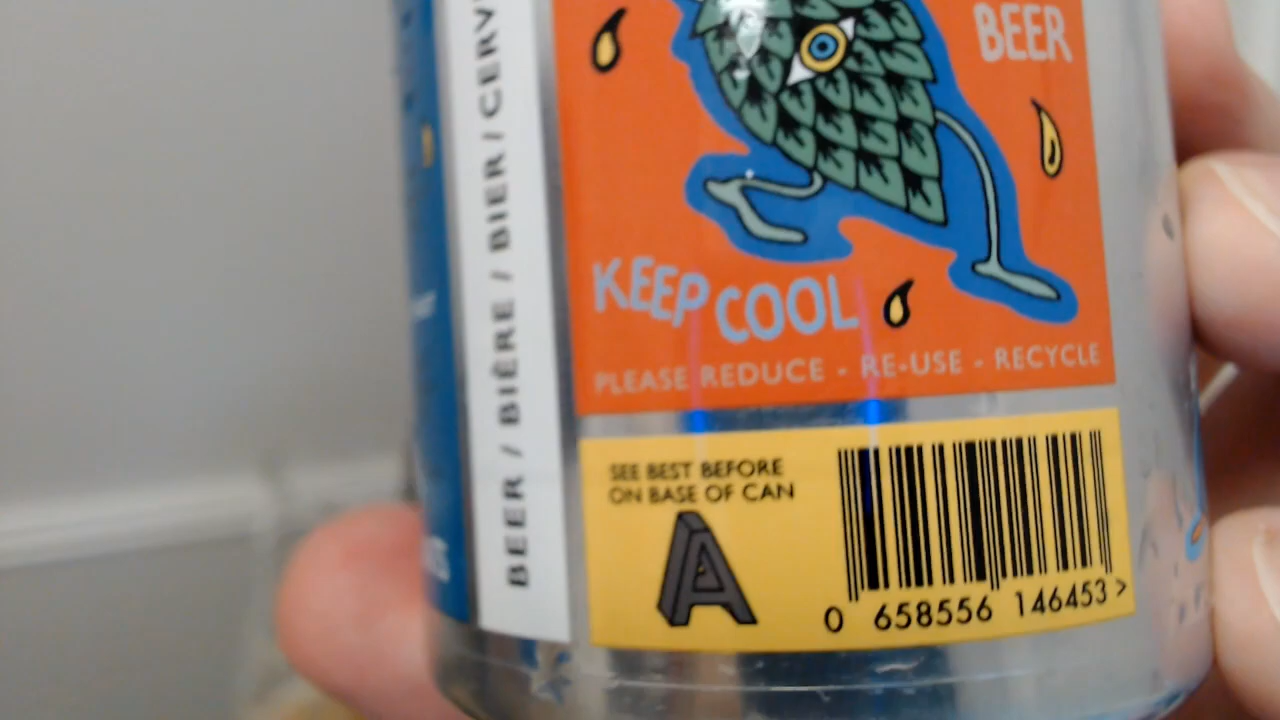 BEER
BEER / BIÈRE / BIER / CERV
KEEP COOL
PLEASE REDUCE - RE-USE - RECYCLE
SEE BEST BEFORE
ON BASE OF CAN
A
0 658556 146453 >